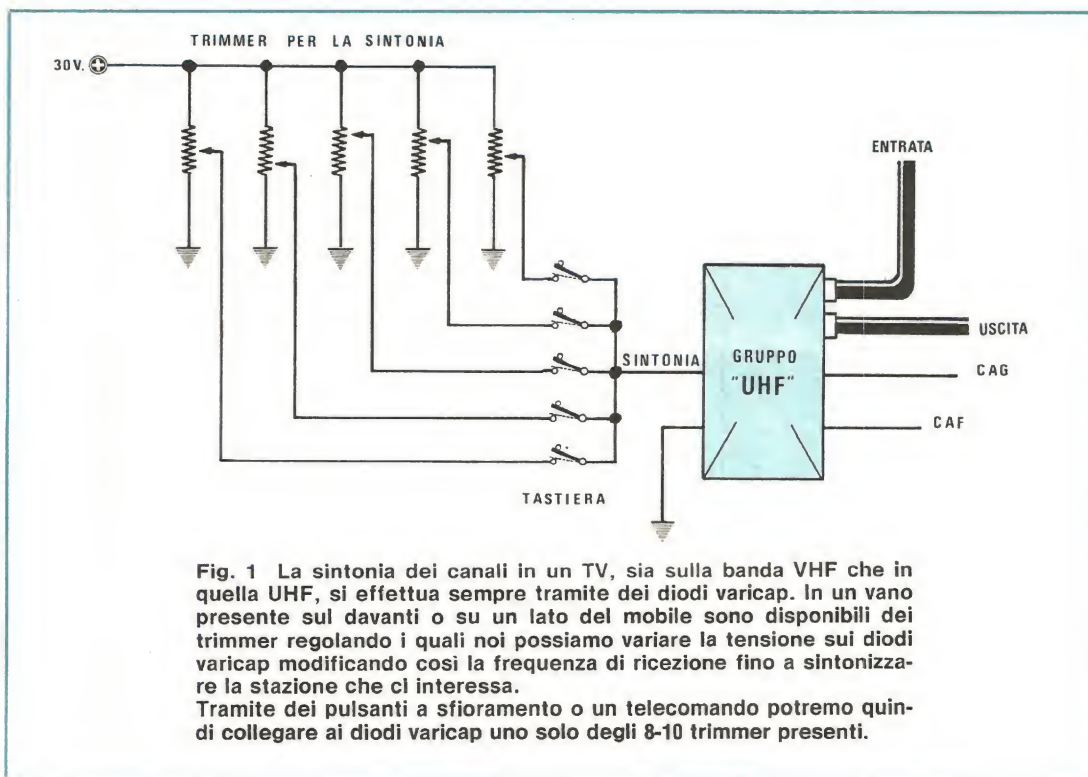 TRIMMER PER LA SINTONIA
30V.
ENTRATA
USCITA
SINTONIA
GRUPPO
"UHF"
CAG
CAF
TASTIERA
Fig. 1 La sintonia dei canali in un TV, sia sulla banda VHF che in
quella UHF, si effettua sempre tramite dei diodi varicap. In un vano
presente sul davanti o su un lato del mobile sono disponibili dei
trimmer regolando i quali noi possiamo variare la tensione sui diodi
varicap modificando così la frequenza di ricezione fino a sintonizza-
re la stazione che ci interessa.
Tramite dei pulsanti a sfioramento o un telecomando potremo quin-
di collegare ai diodi varicap uno solo degli 8-10 trimmer presenti.